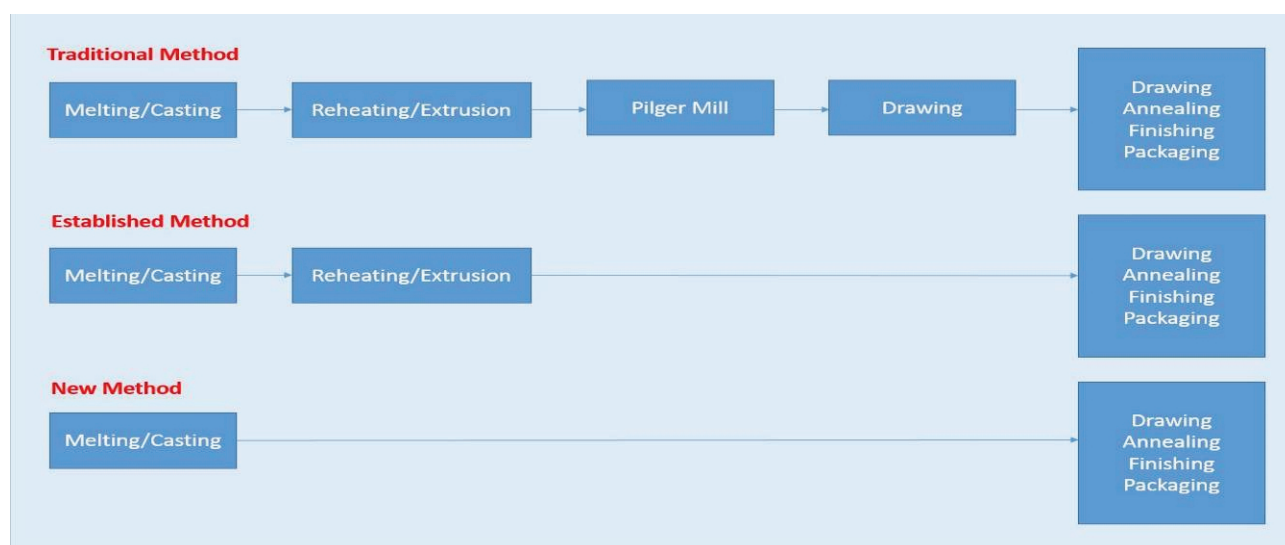 Traditional Method
Melting/Casting
Reheating/Extrusion
Pilger Mill
Drawing
Drawing
Annealing
Finishing
Packaging
Established Method
Melting/Casting
Reheating/Extrusion
Drawing
Annealing
Finishing
Packaging
New Method
Melting/Casting
Drawing
Annealing
Finishing
Packaging